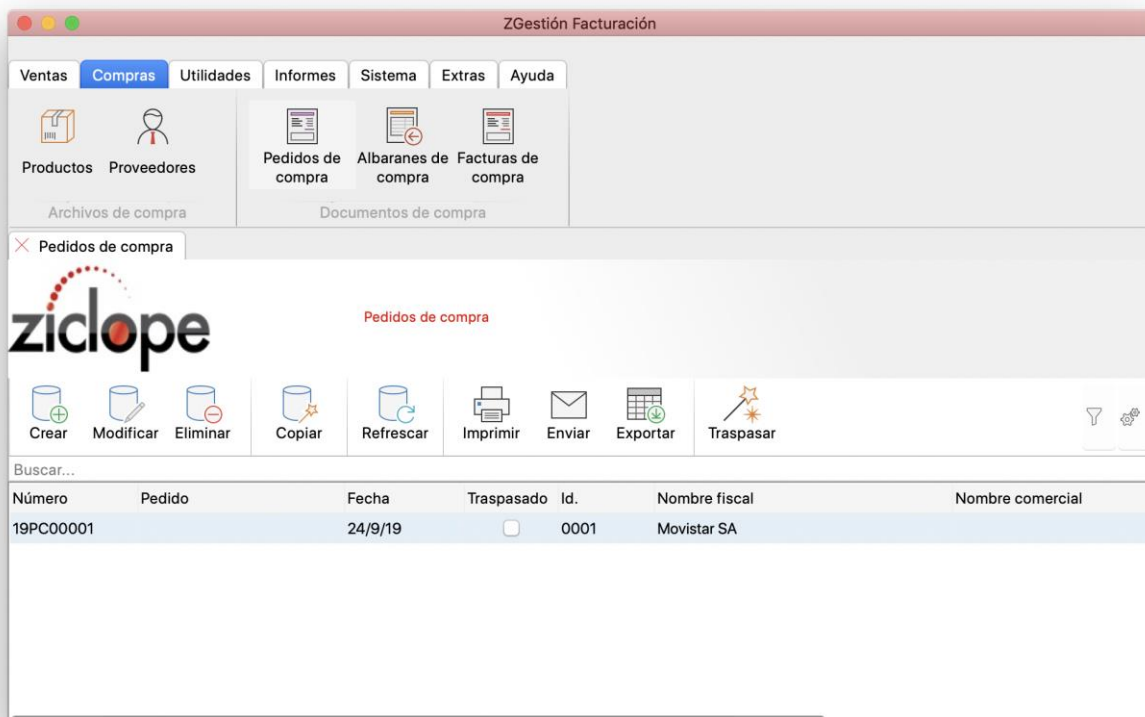 ZGestión Facturación
Ventas Compras Utilidades Informes Sistema Extras Ayuda
Productos Proveedores Pedidos de compra Albaranes de compra Facturas de compra
Archivos de compra Documentos de compra
Pedidos de compra
ziclope Pedidos de compra
Crear Modificar Eliminar Copiar Refrescar Imprimir Enviar Exportar Traspasar
Buscar...
Número Pedido Fecha Traspasado Id. Nombre fiscal Nombre comercial
19PC00001 24/9/19 0001 Movistar SA